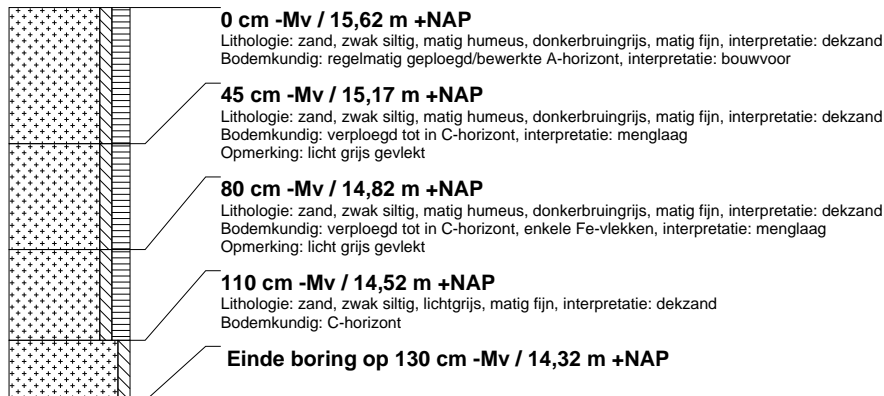 0 cm -Mv / 15,62 m +NAP
Lithologie: zand, zwak siltig, matig humeus, donkerbruingrijs, matig fijn, interpretatie: dekzand
Bodemkundig: regelmatig geploegd/bewerkte A-horizont, interpretatie: bouwvoor
45 cm -Mv / 15,17 m +NAP
Lithologie: zand, zwak siltig, matig humeus, donkerbruingrijs, matig fijn, interpretatie: dekzand
Bodemkundig: verploegd tot in C-horizont, interpretatie: menglaag
Opmerking: licht grijs gevlekt
80 cm -Mv / 14,82 m +NAP
Lithologie: zand, zwak siltig, matig humeus, donkerbruingrijs, matig fijn, interpretatie: dekzand
Bodemkundig: verploegd tot in C-horizont, enkele Fe-vlekken, interpretatie: menglaag
Opmerking: licht grijs gevlekt
110 cm -Mv / 14,52 m +NAP
Lithologie: zand, zwak siltig, lichtgrijs, matig fijn, interpretatie: dekzand
Bodemkundig: C-horizont
Einde boring op 130 cm -Mv / 14,32 m +NAP